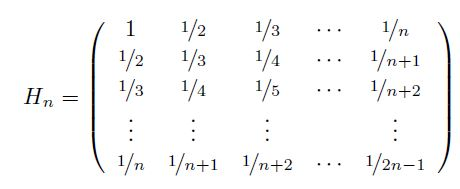 1 1/2 1/3 ··· 1/n
1/2 1/3 1/4 ··· 1/n+1
H_n = 1/3 1/4 1/5 ··· 1/n+2
⋮ ⋮ ⋮ ⋮
1/n 1/n+1 1/n+2 ··· 1/2n−1